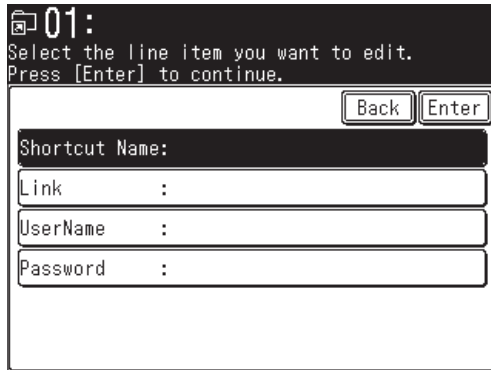 01:
Select the line item you want to edit.
Press [Enter] to continue.
Back Enter
Shortcut Name:
Link :
UserName :
Password :